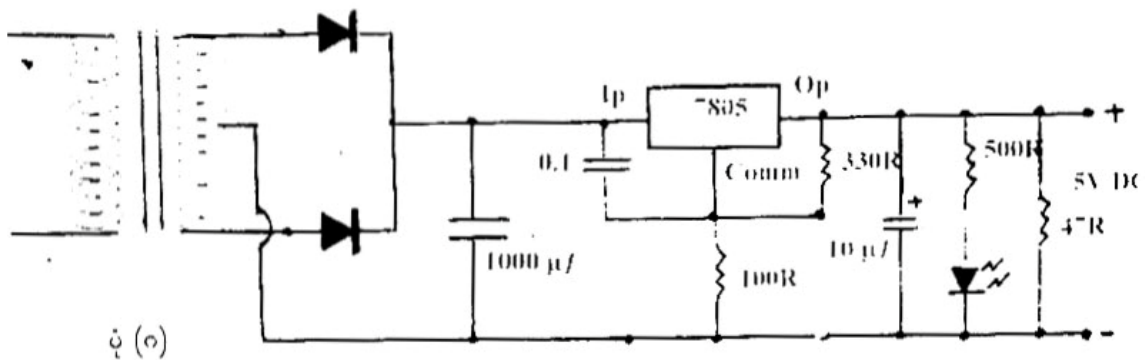 Ip
7805
Op
0.1
Comm
330R
500R
5V DC
1000 µf
100R
10 µf
47R
+
+
-